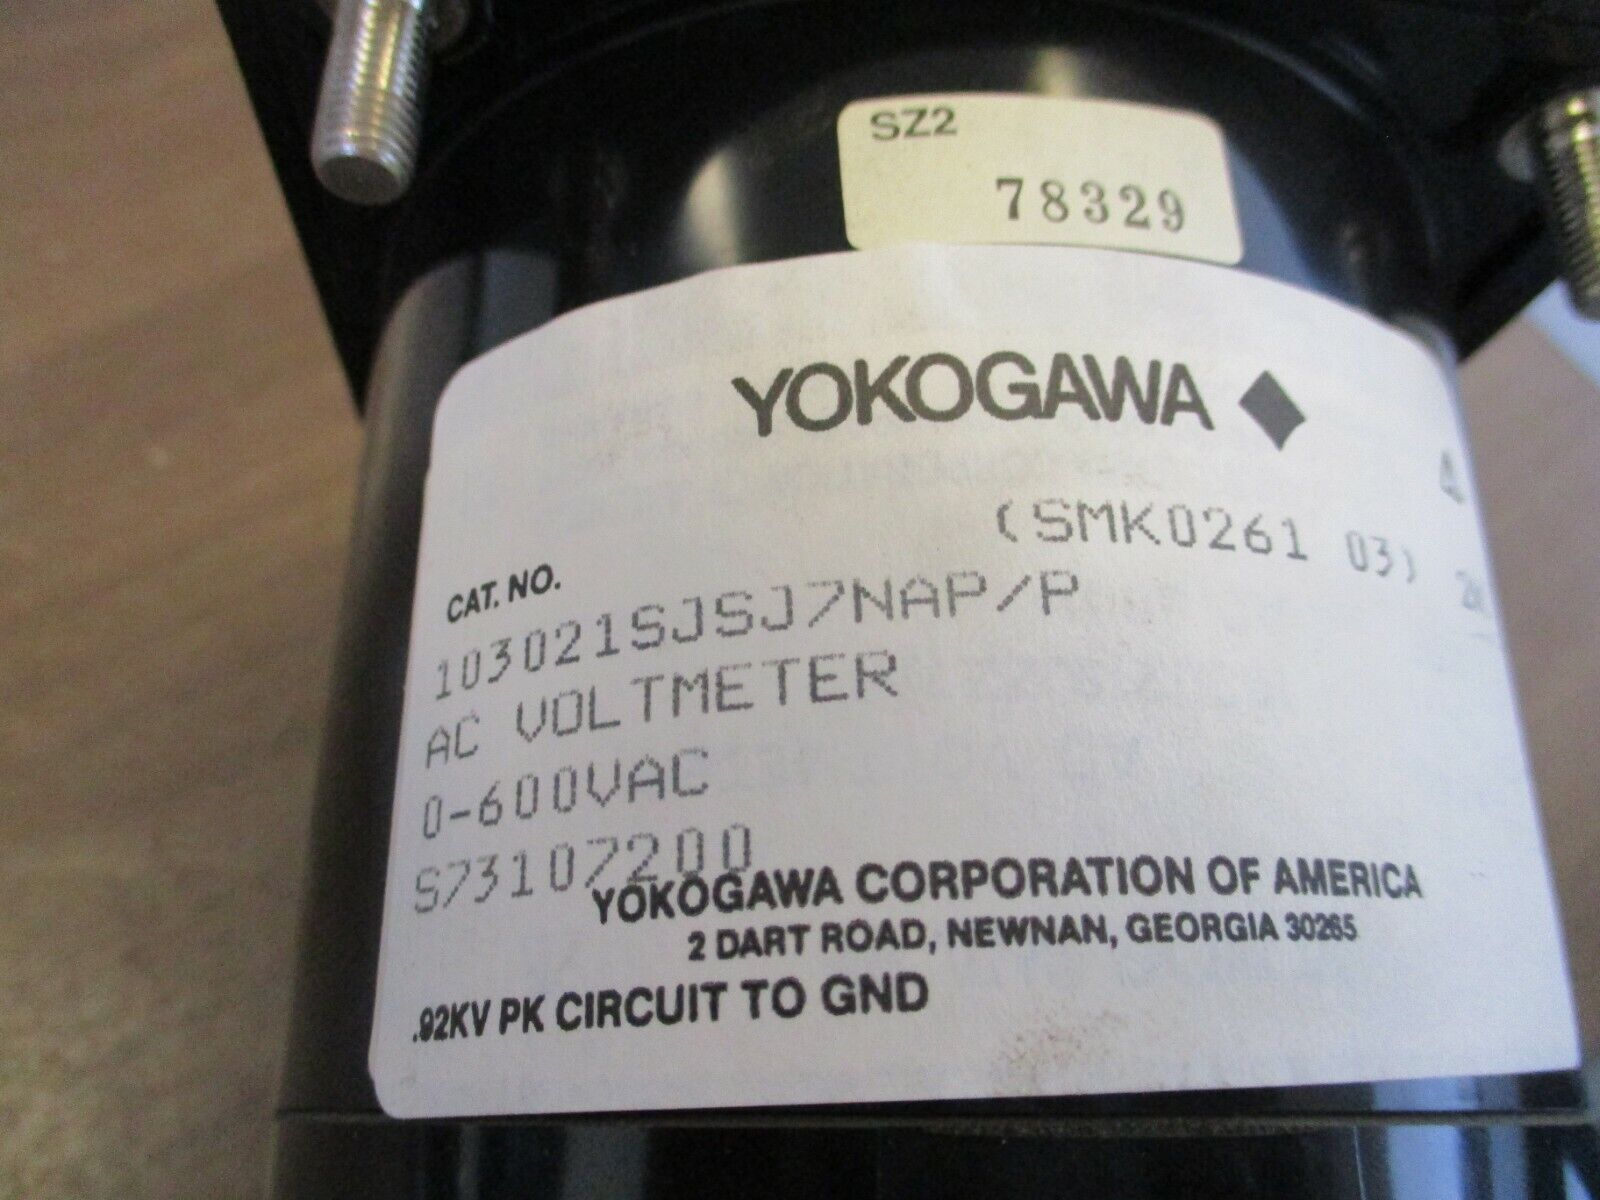 SZ2
78329
YOKOGAWA
(SMK0261 03)
CAT. NO.
103021SJSJ7NAP/P
AC VOLTMETER
0-600VAC
S73107200
YOKOGAWA CORPORATION OF AMERICA
2 DART ROAD, NEWNAN, GEORGIA 30265
.92KV PK CIRCUIT TO GND